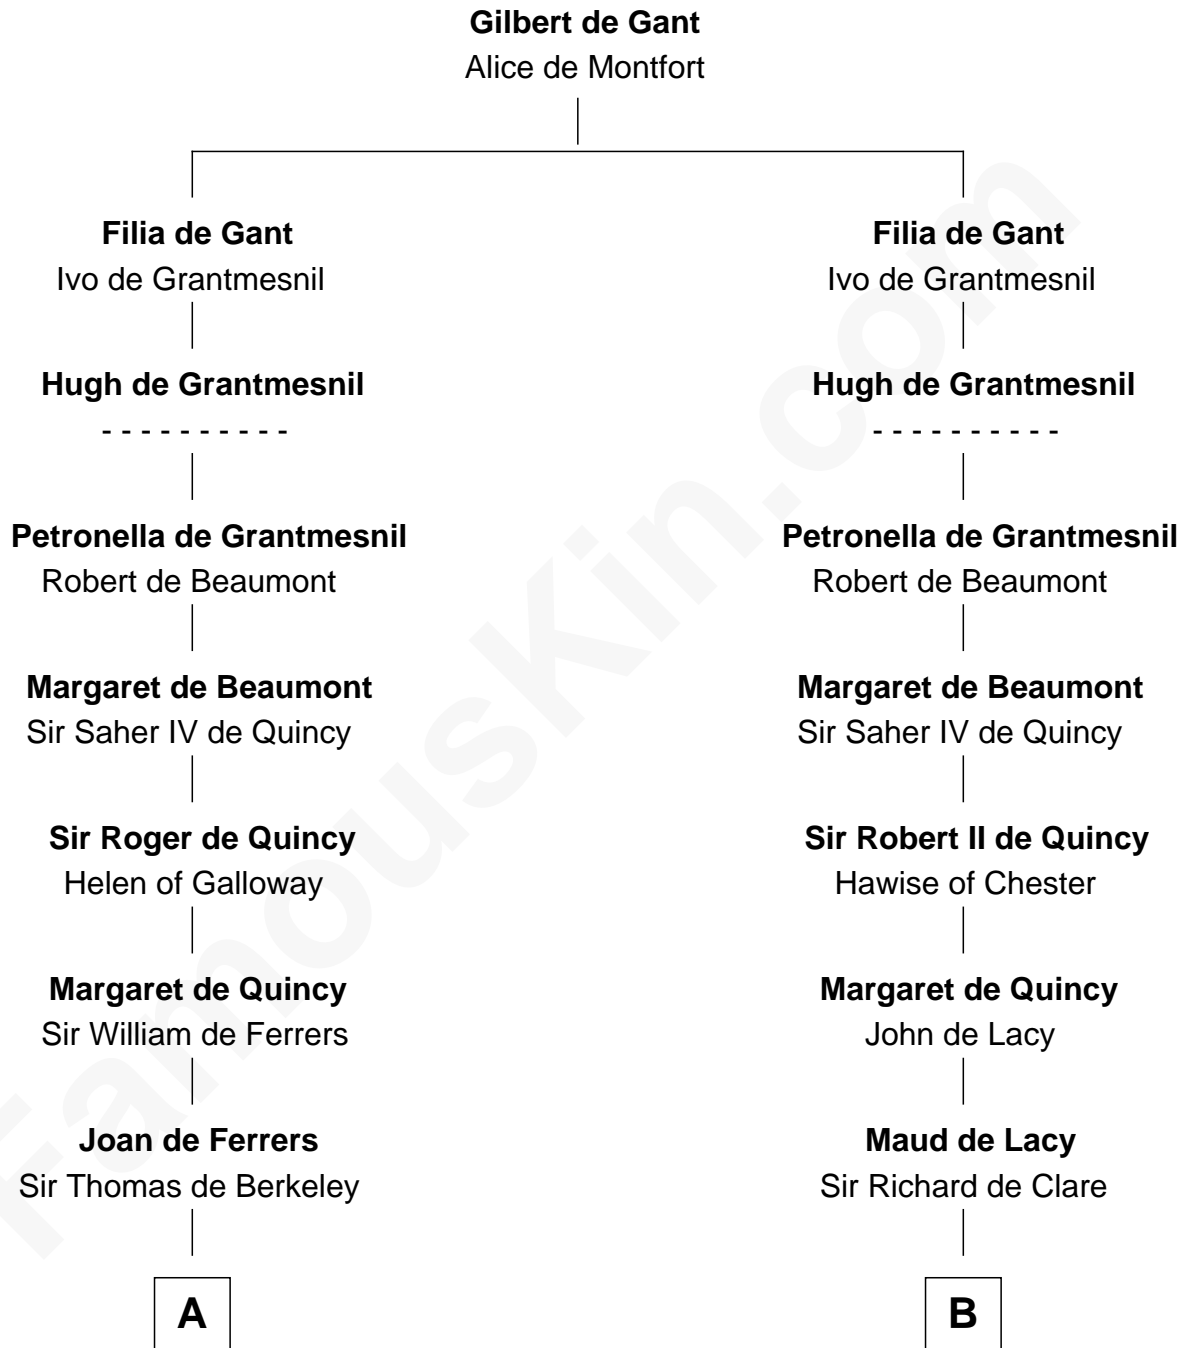 Gilbert de Gant
Alice de Montfort
Filia de Gant
Ivo de Grantmesnil
Hugh de Grantmesnil
- - - - - - - - - -
Petronella de Grantmesnil
Robert de Beaumont
Margaret de Beaumont
Sir Saher IV de Quincy
Sir Roger de Quincy
Helen of Galloway
Margaret de Quincy
Sir William de Ferrers
Joan de Ferrers
Sir Thomas de Berkeley
A
Filia de Gant
Ivo de Grantmesnil
Hugh de Grantmesnil
- - - - - - - - - -
Petronella de Grantmesnil
Robert de Beaumont
Margaret de Beaumont
Sir Saher IV de Quincy
Sir Robert II de Quincy
Hawise of Chester
Margaret de Quincy
John de Lacy
Maud de Lacy
Sir Richard de Clare
B
FamousKin.com